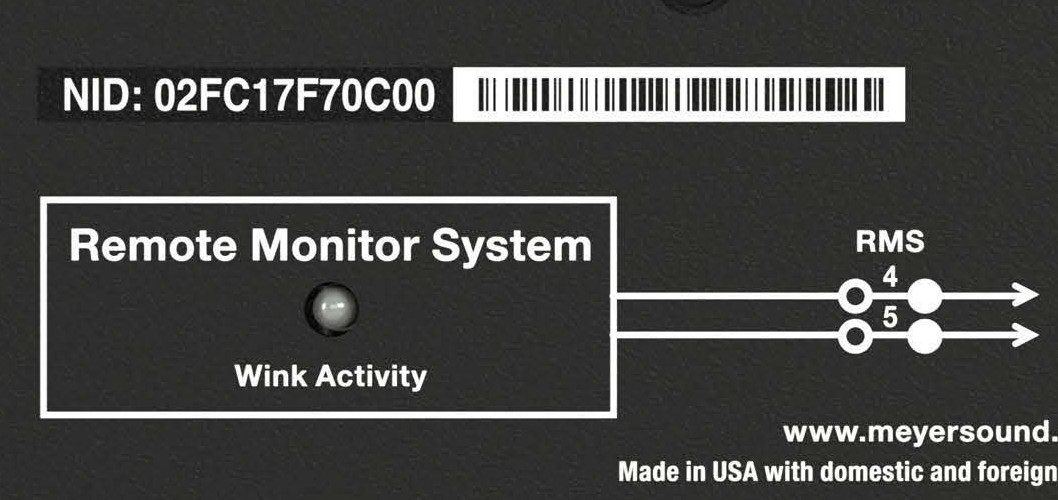 NID: 02FC17F70C00
Remote Monitor System
Wink Activity
RMS
4
5
www.meyersound.
Made in USA with domestic and foreign